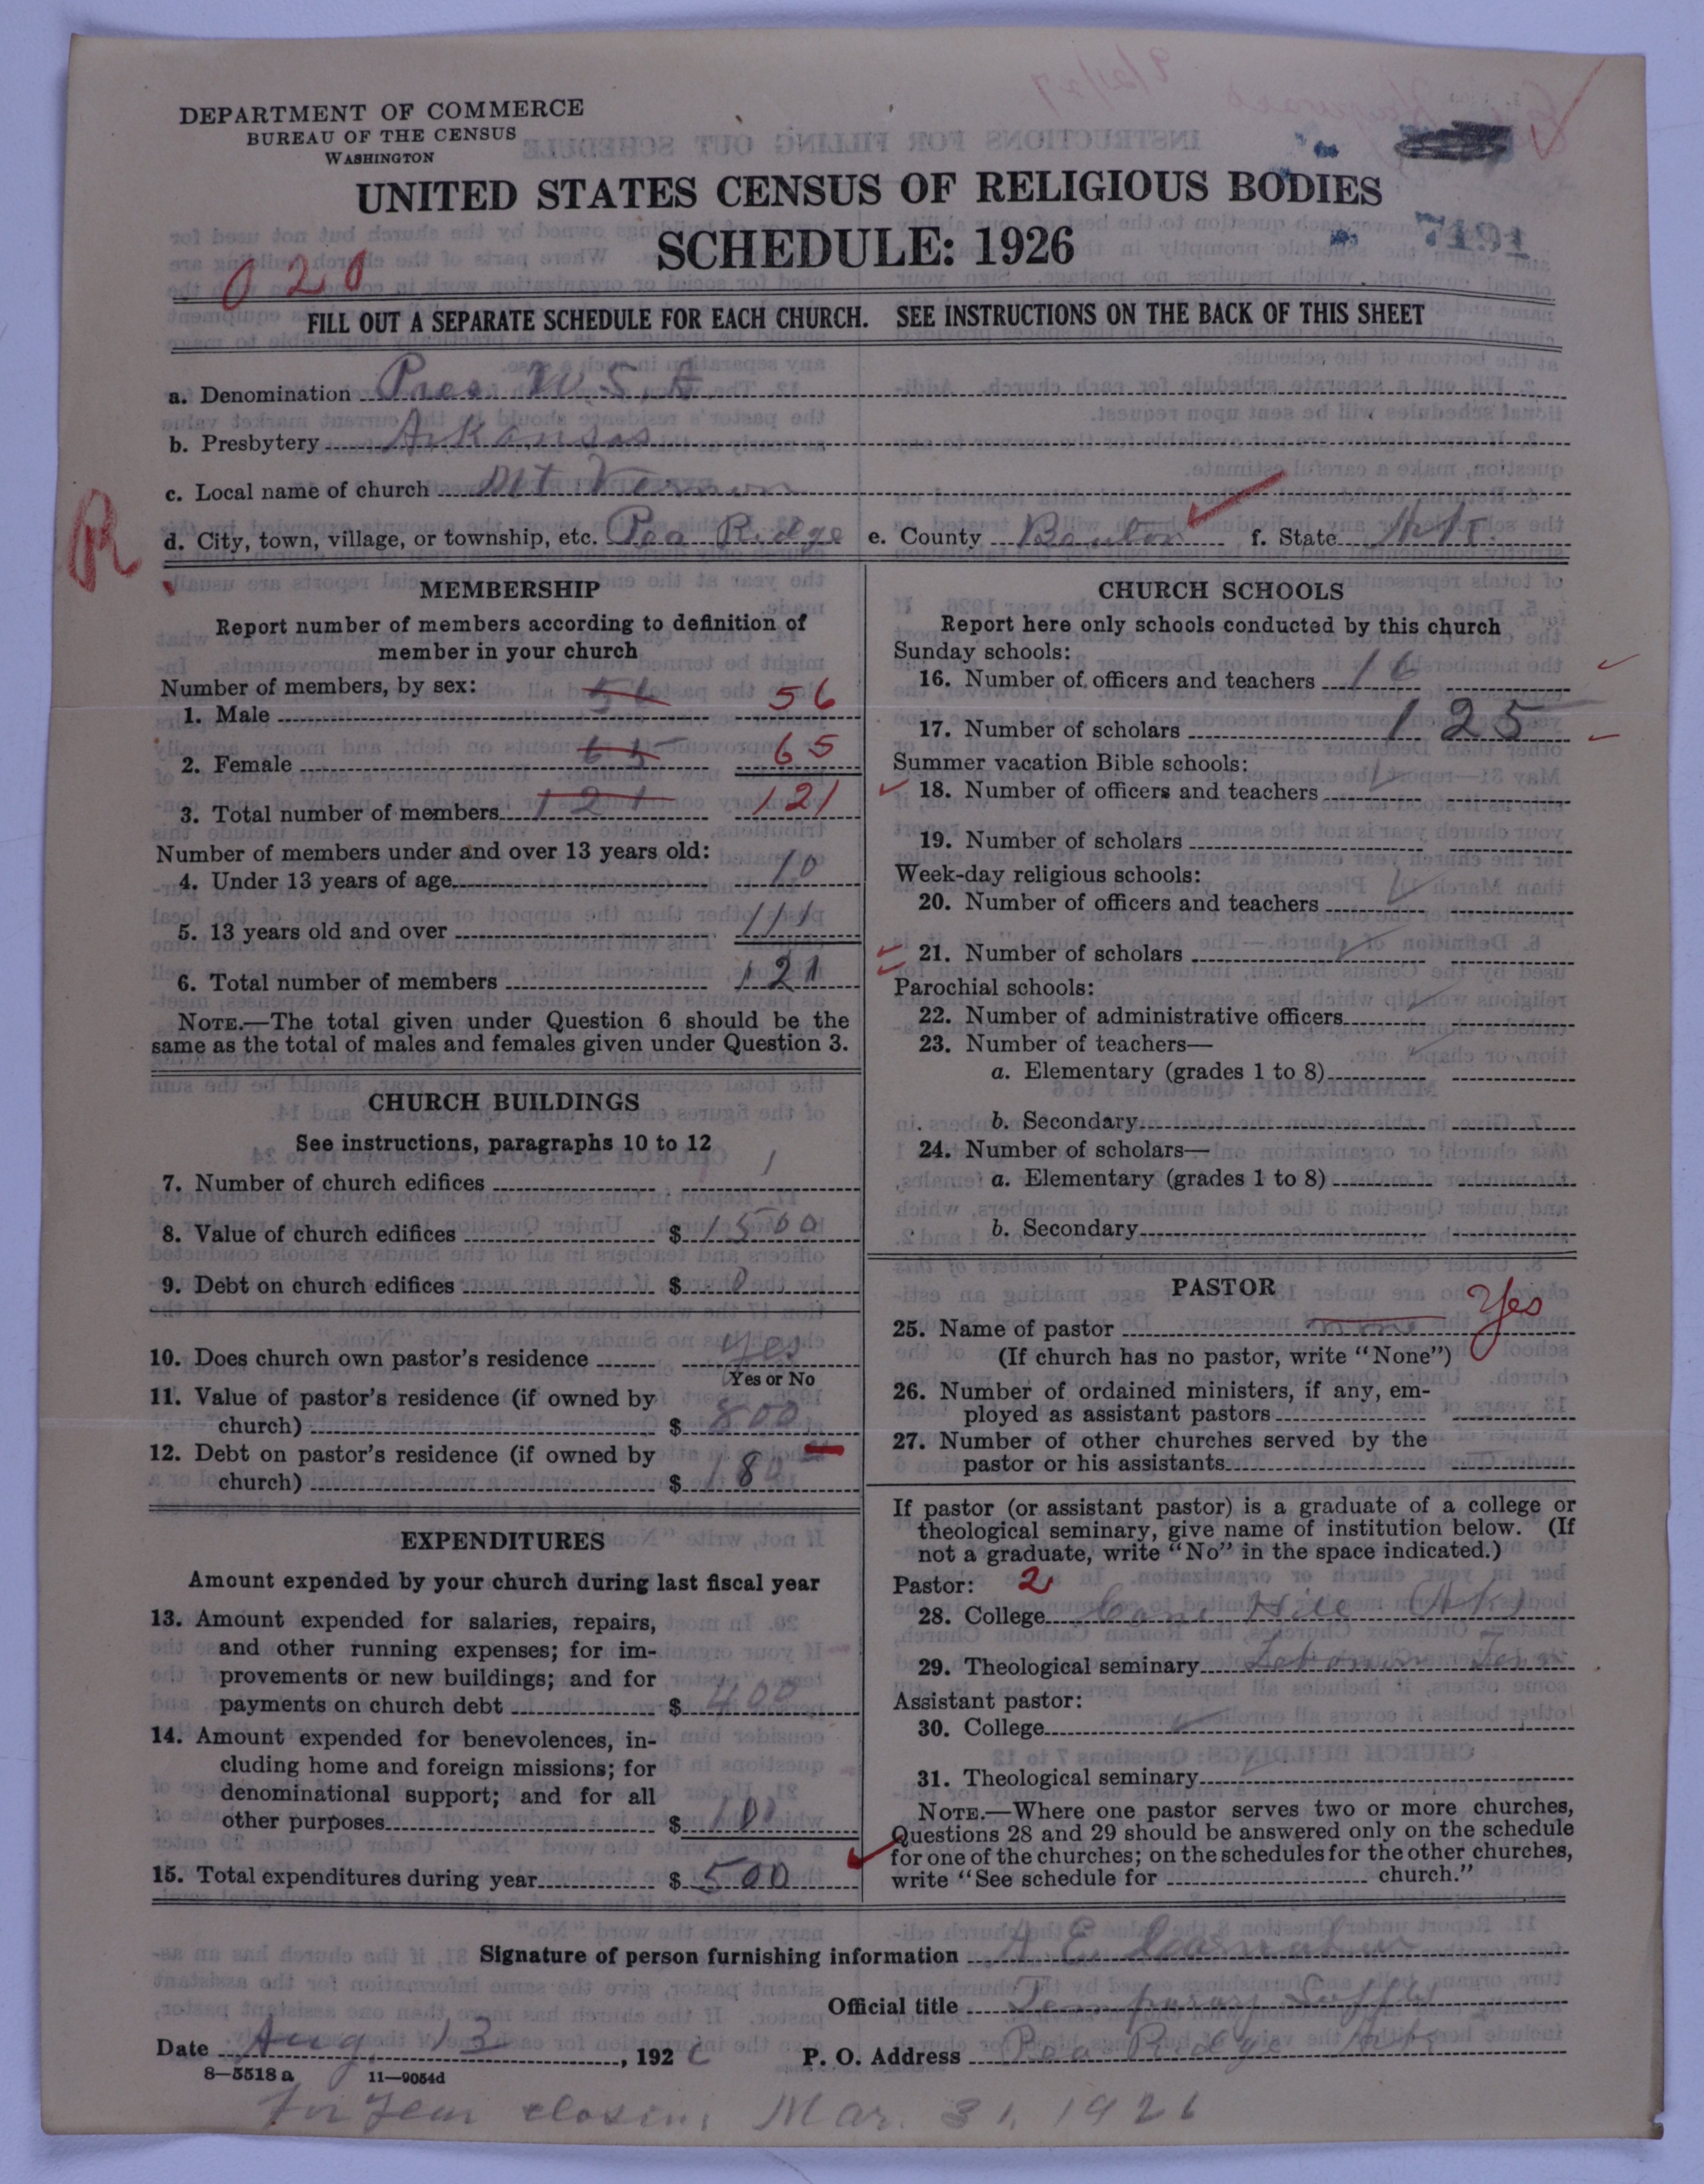 DEPARTMENT OF COMMERCE
BUREAU OF THE CENSUS
WASHINGTON
UNITED STATES CENSUS OF RELIGIOUS BODIES
SCHEDULE: 1926
7191
020
FILL OUT A SEPARATE SCHEDULE FOR EACH CHURCH. SEE INSTRUCTIONS ON THE BACK OF THIS SHEET
a. Denomination Pres. U. S. A
b. Presbytery Arkansas
c. Local name of church Mt Vernon
R
d. City, town, village, or township, etc. Pea Ridge e. County Benton f. State Ark.
MEMBERSHIP
Report number of members according to definition of
member in your church
Number of members, by sex:
1. Male 56 56
2. Female 65 65
3. Total number of members 121 121
Number of members under and over 13 years old:
4. Under 13 years of age 10
5. 13 years old and over 111
6. Total number of members 121
NOTE.—The total given under Question 6 should be the
same as the total of males and females given under Question 3.
CHURCH BUILDINGS
See instructions, paragraphs 10 to 12
7. Number of church edifices 1
8. Value of church edifices $ 1500
9. Debt on church edifices $ 0
10. Does church own pastor's residence yes
Yes or No
11. Value of pastor's residence (if owned by
church) $ 800
12. Debt on pastor's residence (if owned by
church) $ 180
EXPENDITURES
Amount expended by your church during last fiscal year
13. Amount expended for salaries, repairs,
and other running expenses; for im-
provements or new buildings; and for
payments on church debt $ 400
14. Amount expended for benevolences, in-
cluding home and foreign missions; for
denominational support; and for all
other purposes $ 100
15. Total expenditures during year $ 500
CHURCH SCHOOLS
Report here only schools conducted by this church
Sunday schools:
16. Number of officers and teachers 16
17. Number of scholars 125
Summer vacation Bible schools:
18. Number of officers and teachers
19. Number of scholars
Week-day religious schools:
20. Number of officers and teachers
21. Number of scholars
Parochial schools:
22. Number of administrative officers
23. Number of teachers—
a. Elementary (grades 1 to 8)
b. Secondary
24. Number of scholars—
a. Elementary (grades 1 to 8)
b. Secondary
PASTOR
25. Name of pastor none Yes
(If church has no pastor, write "None")
26. Number of ordained ministers, if any, em-
ployed as assistant pastors
27. Number of other churches served by the
pastor or his assistants
If pastor (or assistant pastor) is a graduate of a college or
theological seminary, give name of institution below. (If
not a graduate, write "No" in the space indicated.)
Pastor: 2
28. College Cane Hill (Ark)
29. Theological seminary Lebanon Tenn
Assistant pastor:
30. College
31. Theological seminary
NOTE.—Where one pastor serves two or more churches,
Questions 28 and 29 should be answered only on the schedule
for one of the churches; on the schedules for the other churches,
write "See schedule for church."
Signature of person furnishing information
Official title Temporary Supply
Date Aug. 13, 1926 P. O. Address Pea Ridge Ark
8—5518 a 11—9054d
for year closing Mar. 31, 1926